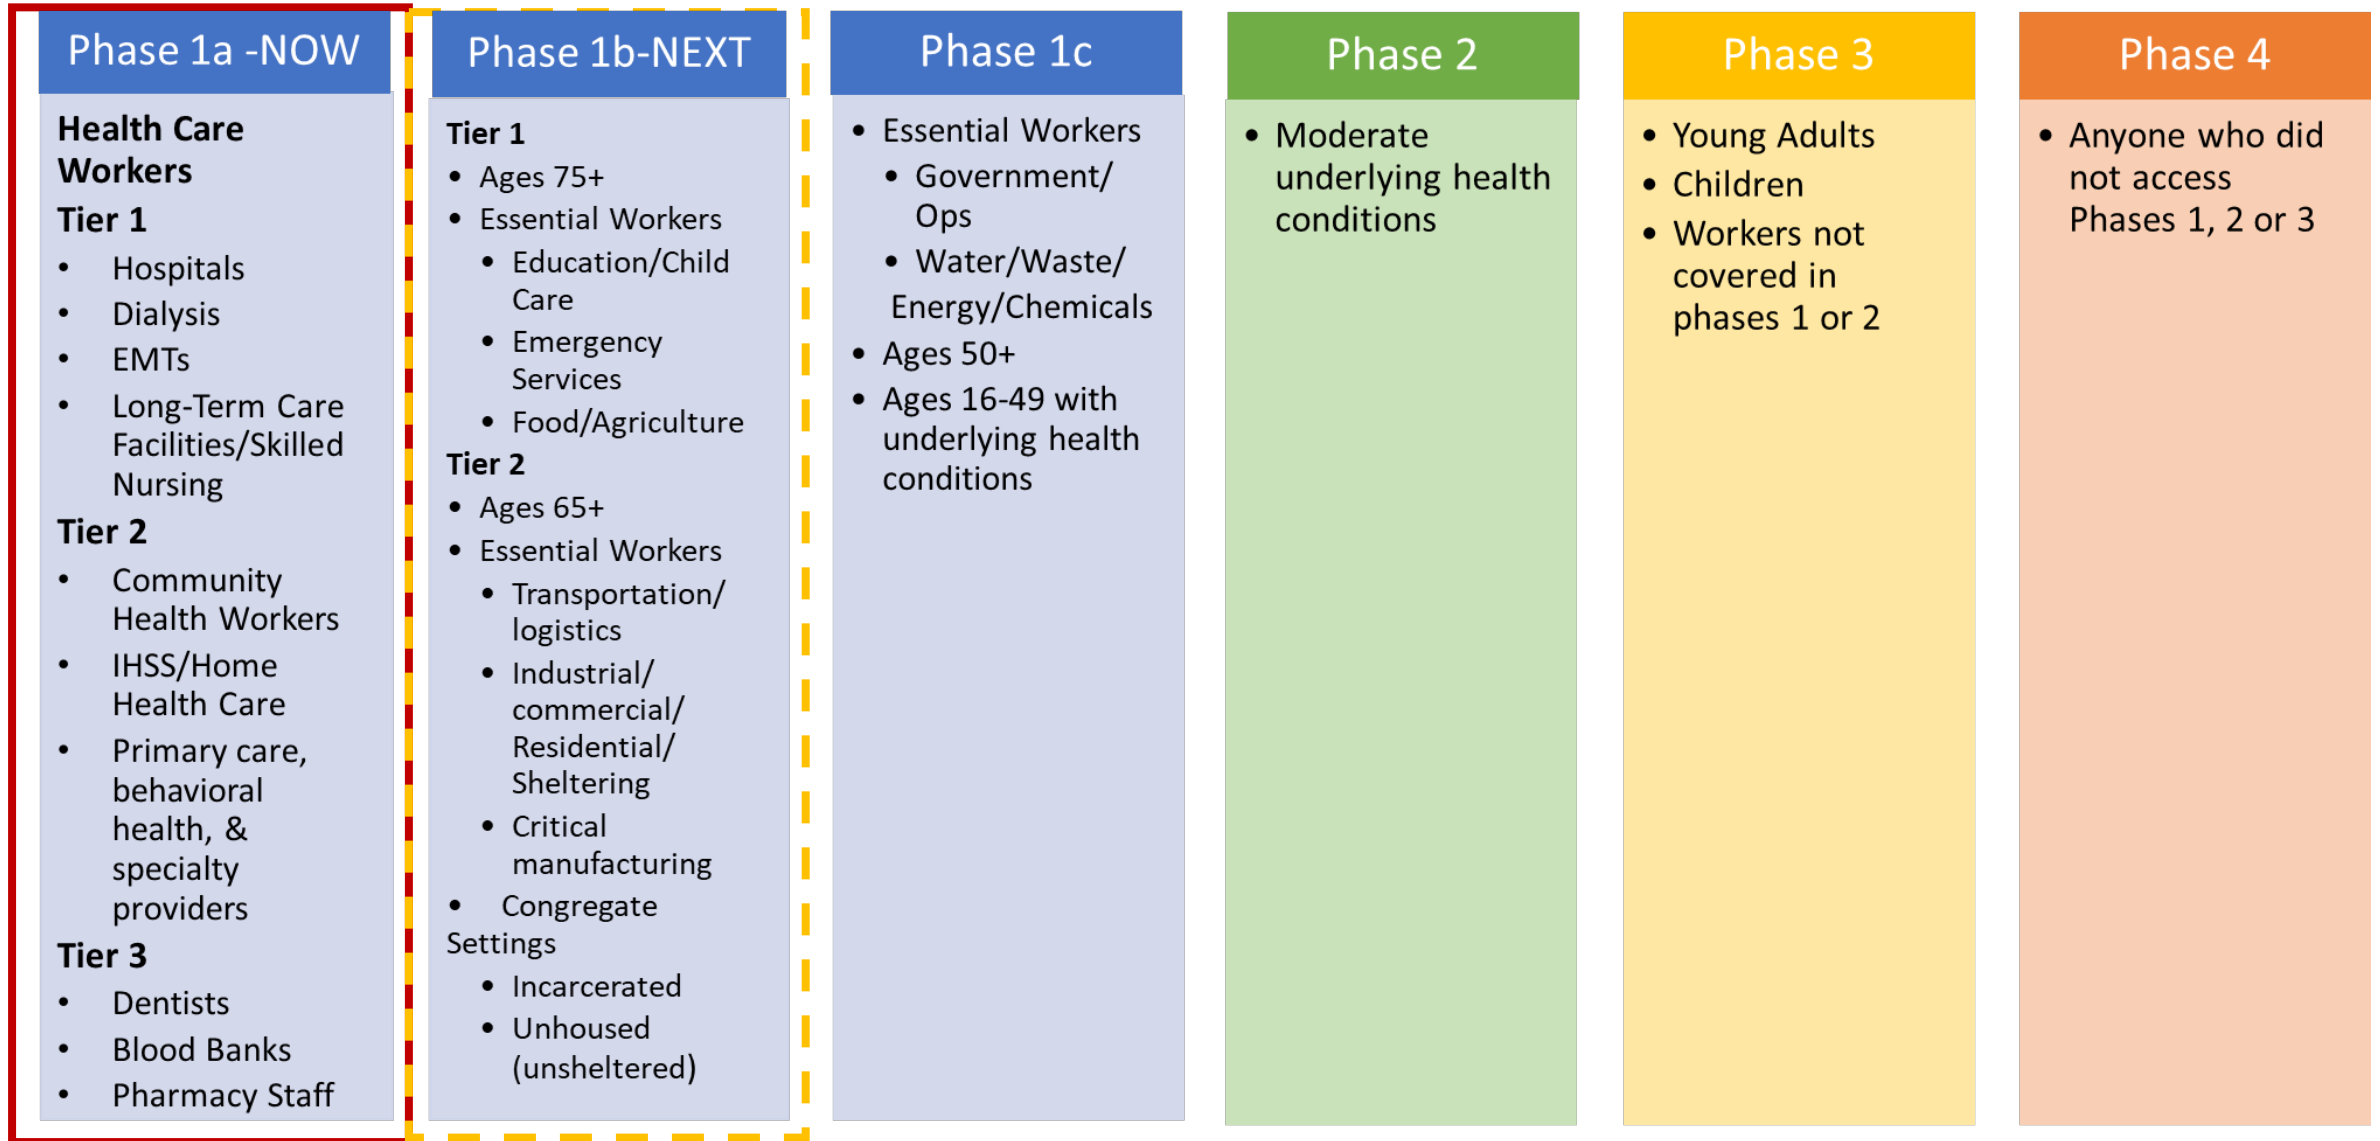 Phase 1a -NOW
Health Care
Workers
Tier 1
• Hospitals
• Dialysis
• EMTs
• Long-Term Care
Facilities/Skilled
Nursing
Tier 2
• Community
Health Workers
• IHSS/Home
Health Care
• Primary care,
behavioral
health, &
specialty
providers
Tier 3
• Dentists
• Blood Banks
• Pharmacy Staff
Phase 1b-NEXT
Tier 1
• Ages 75+
• Essential Workers
• Education/Child
Care
• Emergency
Services
• Food/Agriculture
Tier 2
• Ages 65+
• Essential Workers
• Transportation/
logistics
• Industrial/
commercial/
Residential/
Sheltering
• Critical
manufacturing
• Congregate
Settings
• Incarcerated
• Unhoused
(unsheltered)
Phase 1c
• Essential Workers
• Government/
Ops
• Water/Waste/
Energy/Chemicals
• Ages 50+
• Ages 16-49 with
underlying health
conditions
Phase 2
• Moderate
underlying health
conditions
Phase 3
• Young Adults
• Children
• Workers not
covered in
phases 1 or 2
Phase 4
• Anyone who did
not access
Phases 1, 2 or 3